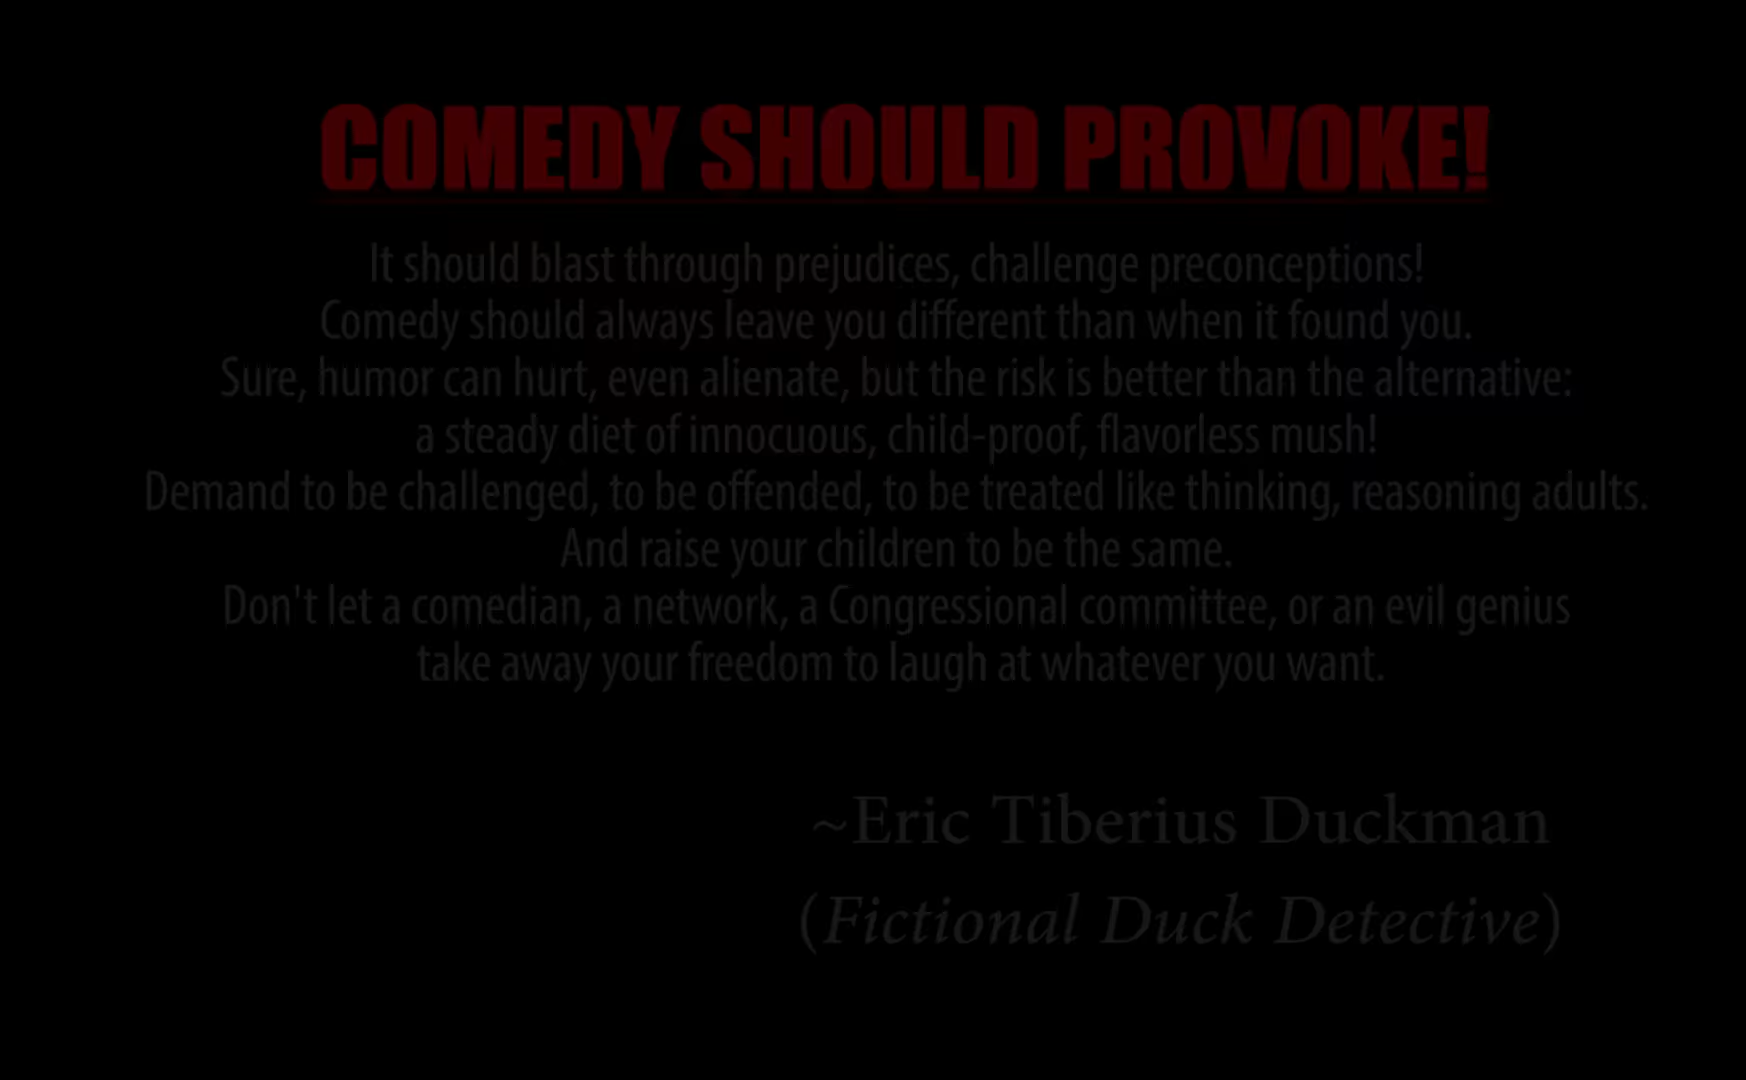 COMEDY SHOULD PROVOKE!
It should blast through prejudices, challenge preconceptions!
Comedy should always leave you different than when it found you.
Sure, humor can hurt, even alienate, but the risk is better than the alternative:
a steady diet of innocuous, child-proof, flavorless mush!
Demand to be challenged, to be offended, to be treated like thinking, reasoning adults.
And raise your children to be the same.
Don't let a comedian, a network, a Congressional committee, or an evil genius
take away your freedom to laugh at whatever you want.
~Eric Tiberius Duckman
(Fictional Duck Detective)